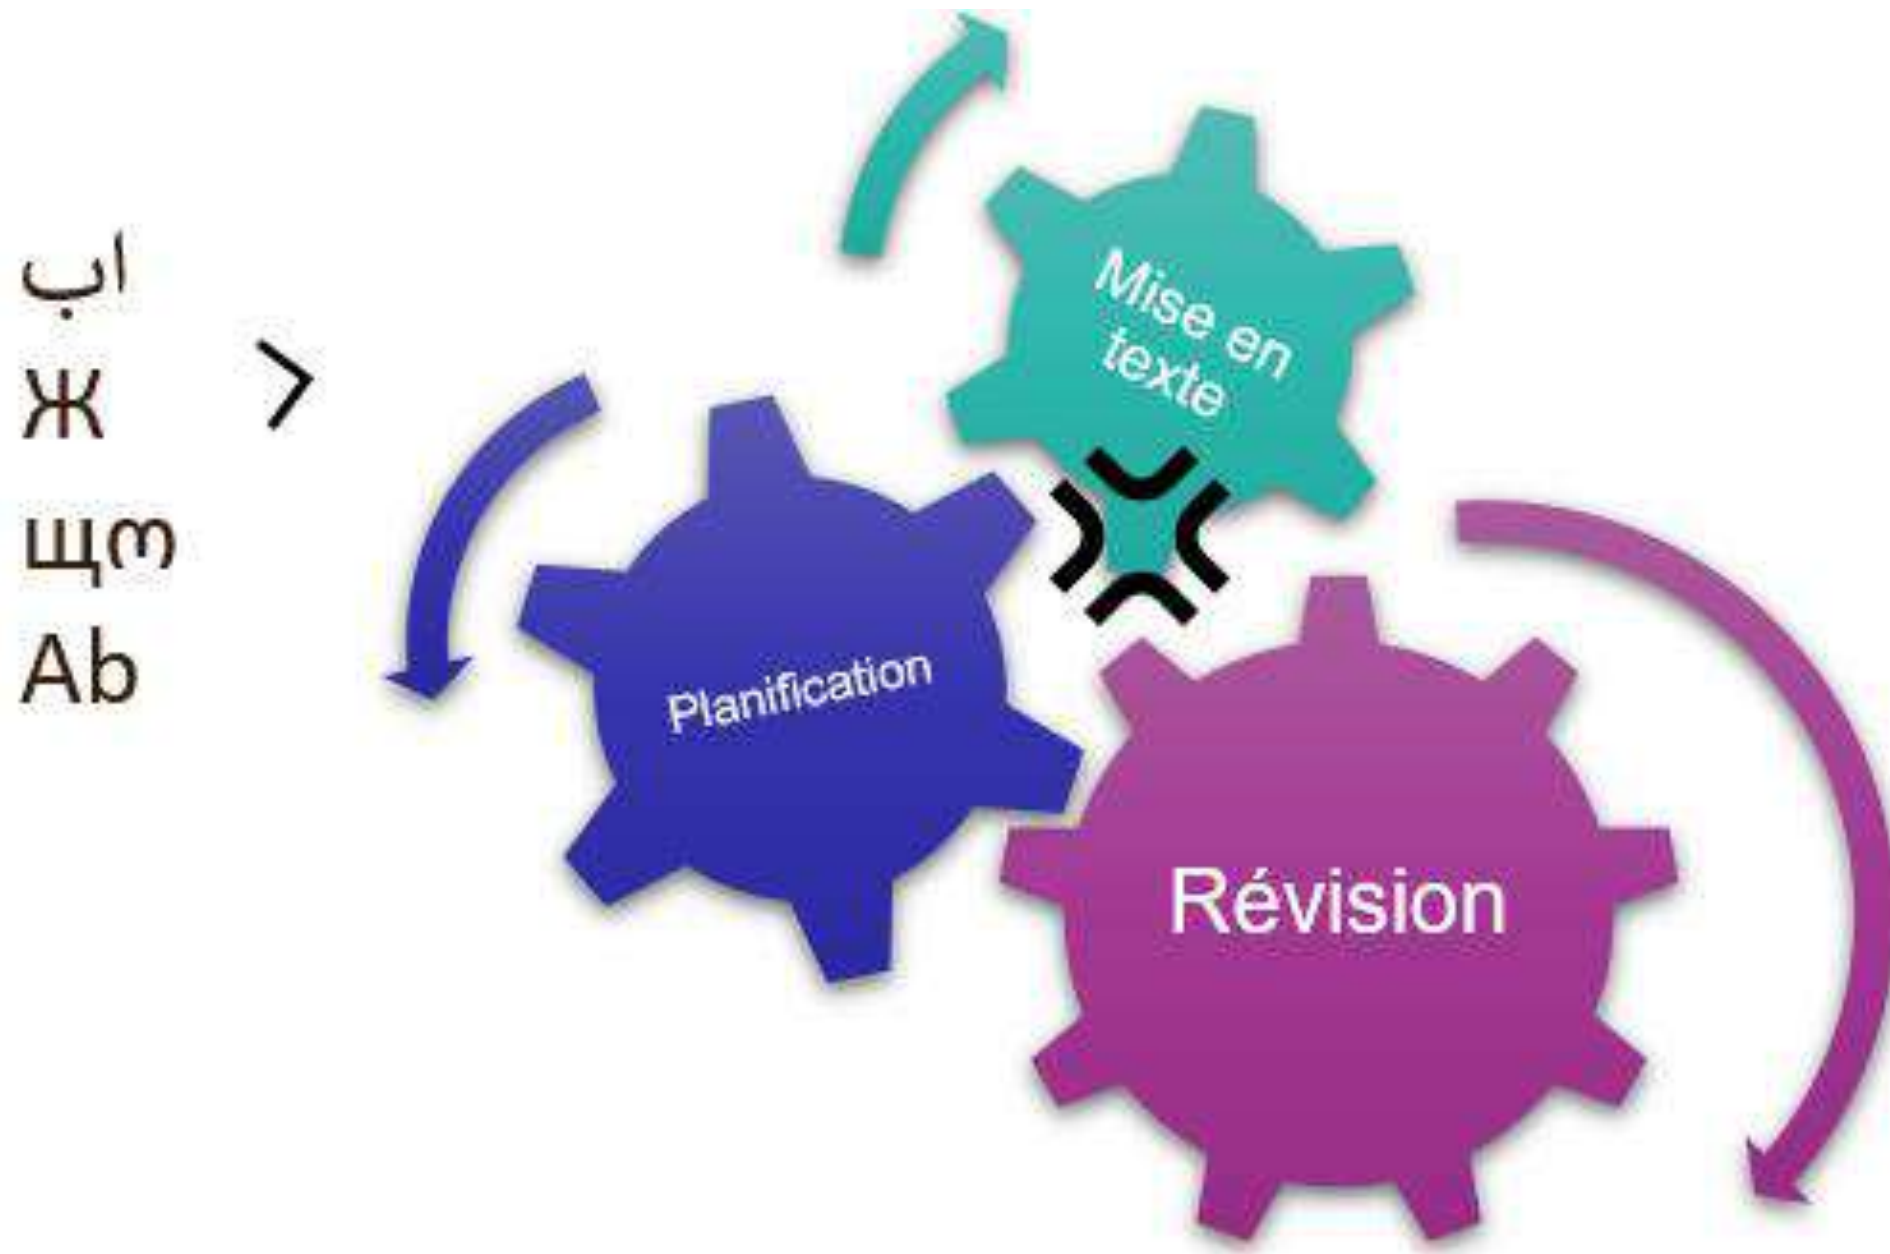 اب
Ж
щო
Ab
Mise en
texte
Planification
Révision